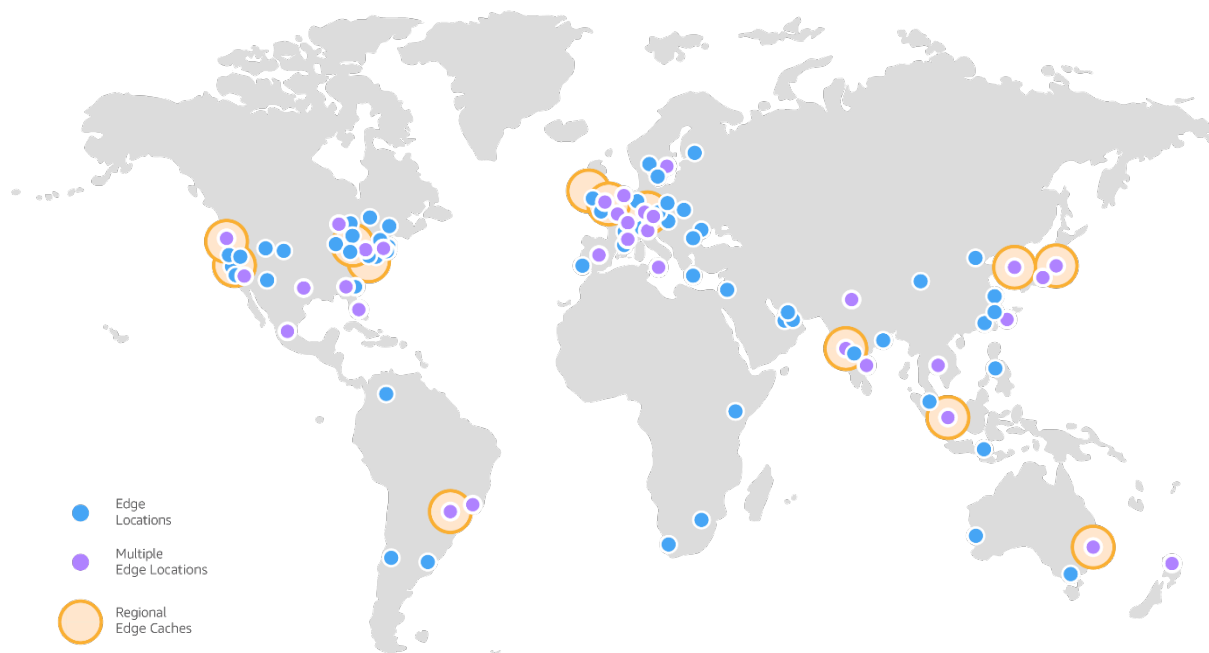 Edge
Locations
Multiple
Edge Locations
Regional
Edge Caches